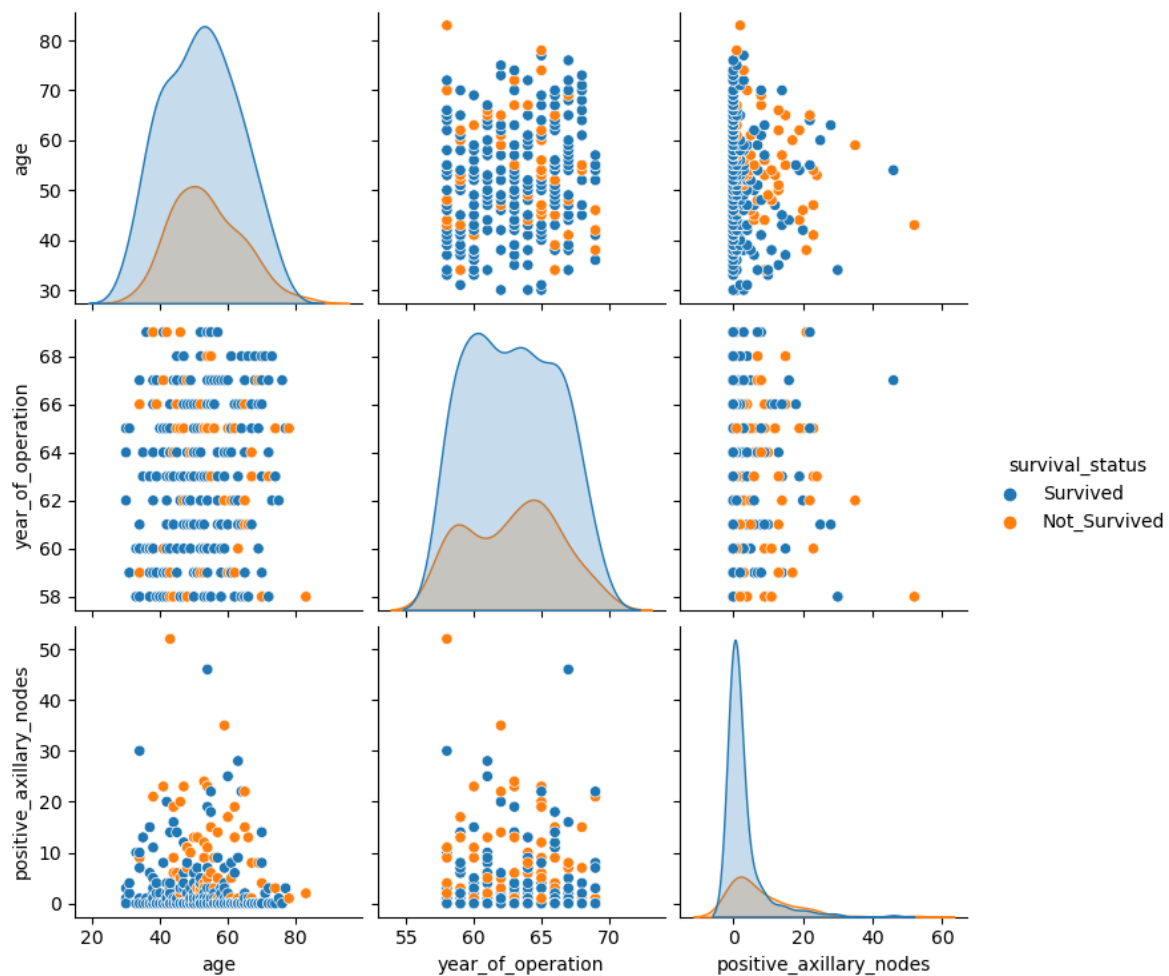 age
80
70
60
50
40
30
year_of_operation
68
66
64
62
60
58
positive_axillary_nodes
50
40
30
20
10
0
20 40 60 80
age
55 60 65 70
year_of_operation
0 20 40 60
positive_axillary_nodes
survival_status
Survived
Not_Survived